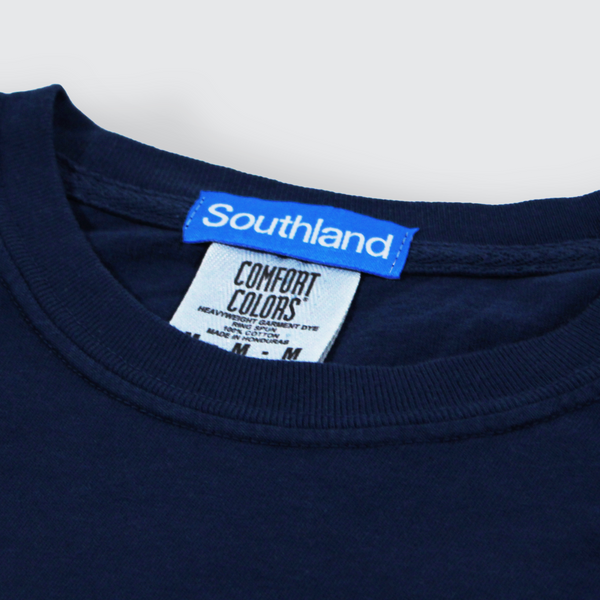 Southland
COMFORT
COLORS®
HEAVYWEIGHT GARMENT DYE
RING SPUN
100% COTTON
MADE IN HONDURAS
M M - M